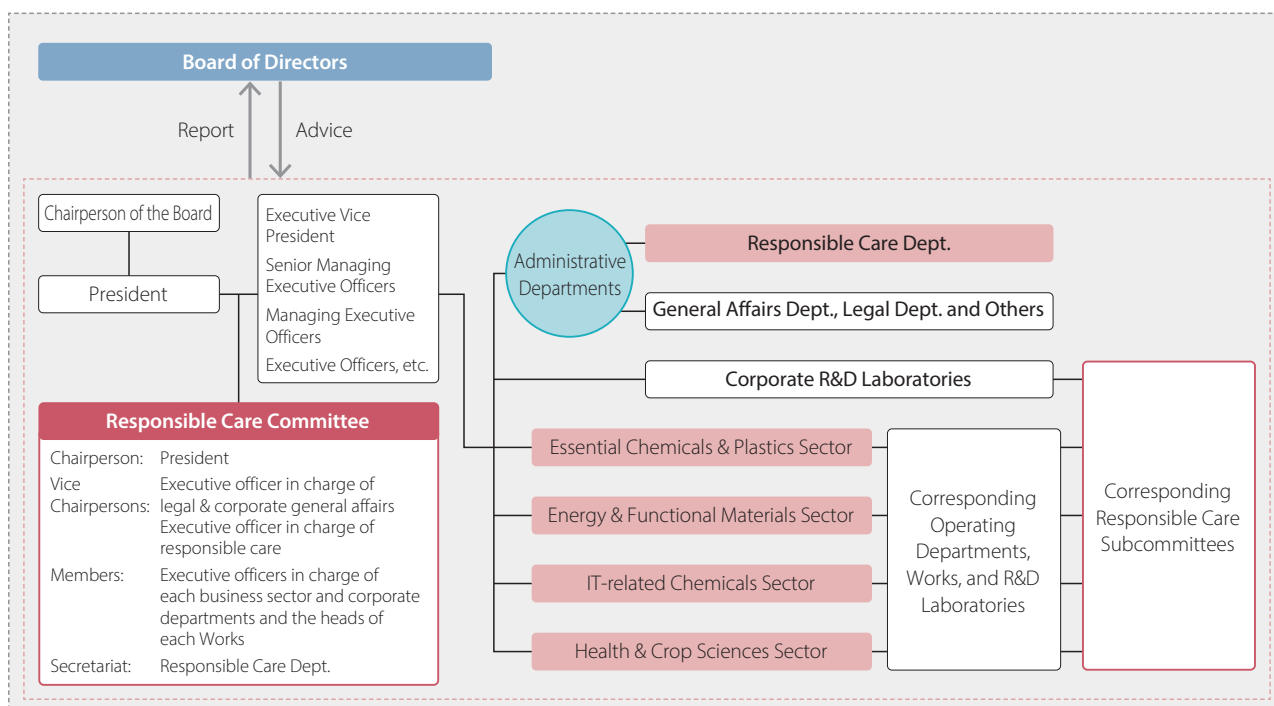 Board of Directors
Report
Advice
Chairperson of the Board
President
Executive Vice
President
Senior Managing
Executive Officers
Managing Executive
Officers
Executive Officers, etc.
Responsible Care Committee
Chairperson: President
Vice Executive officer in charge of
Chairpersons: legal & corporate general affairs
Executive officer in charge of
responsible care
Members: Executive officers in charge of
each business sector and corporate
departments and the heads of
each Works
Secretariat: Responsible Care Dept.
Administrative
Departments
Responsible Care Dept.
General Affairs Dept., Legal Dept. and Others
Corporate R&D Laboratories
Essential Chemicals & Plastics Sector
Energy & Functional Materials Sector
IT-related Chemicals Sector
Health & Crop Sciences Sector
Corresponding
Operating
Departments,
Works, and R&D
Laboratories
Corresponding
Responsible Care
Subcommittees